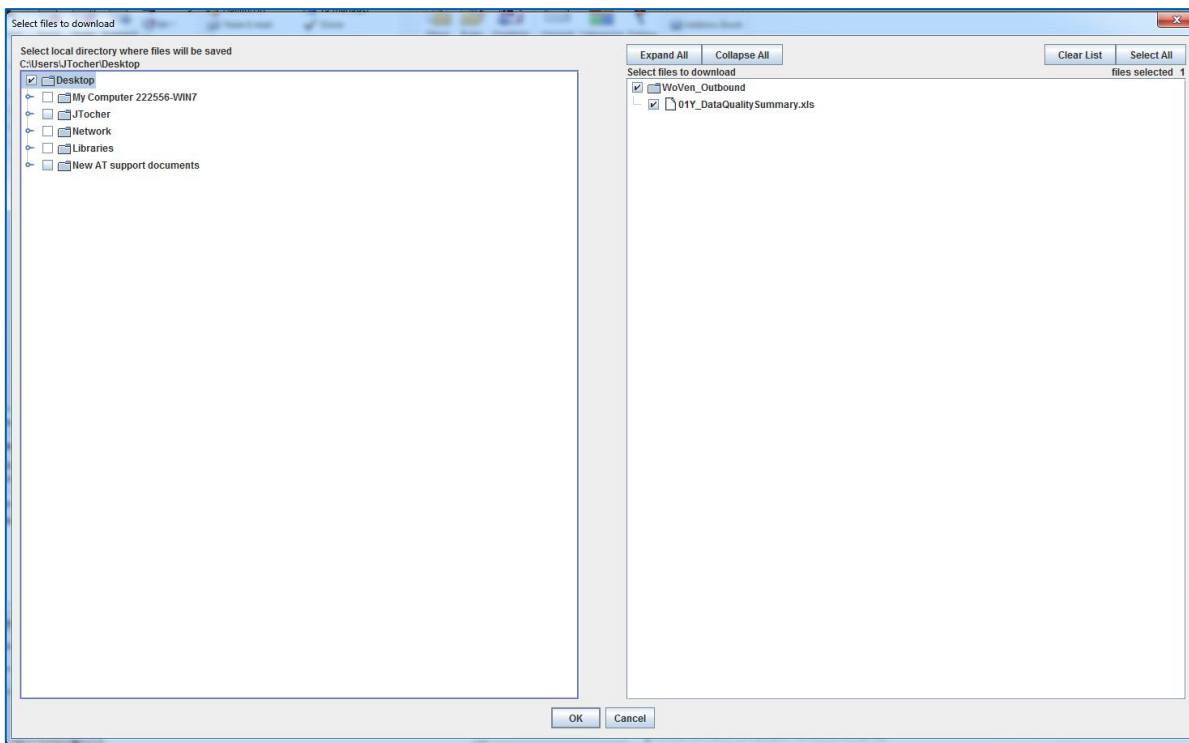 Select files to download
Select local directory where files will be saved
C:\Users\JTocher\Desktop
Desktop
My Computer 222556-WIN7
JTocher
Network
Libraries
New AT support documents
Expand All Collapse All Clear List Select All
Select files to download files selected 1
WoVen_Outbound
01Y_DataQualitySummary.xls
OK Cancel